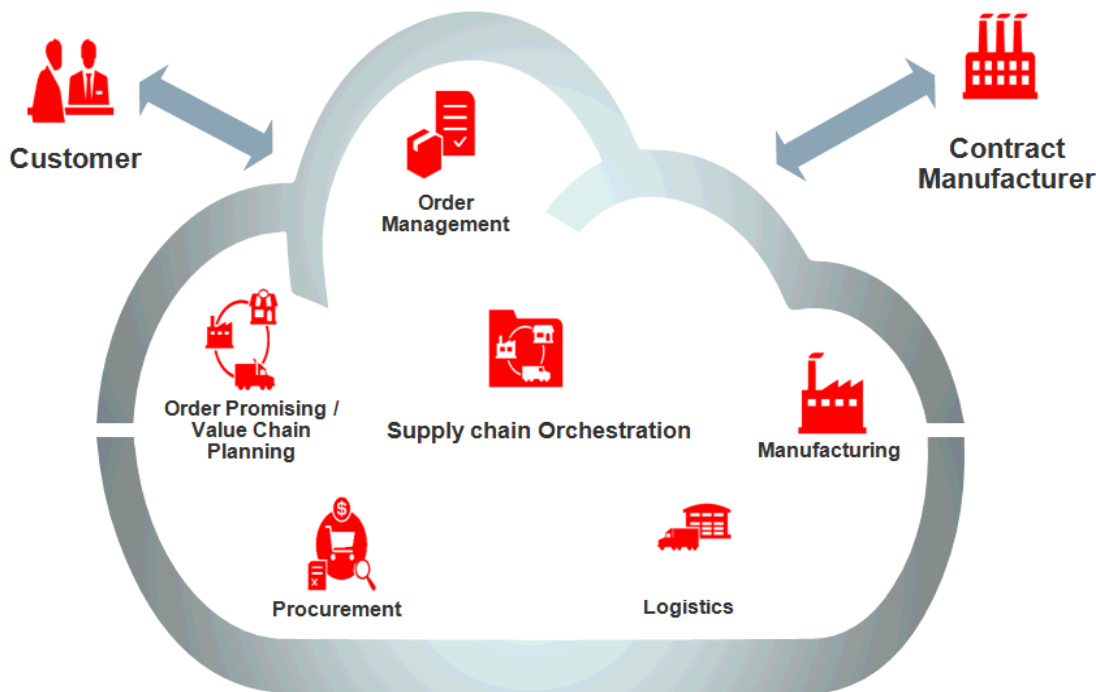 Customer
Contract
Manufacturer
Order
Management
Order Promising /
Value Chain
Planning
Supply chain Orchestration
Manufacturing
$
x
Procurement
Logistics